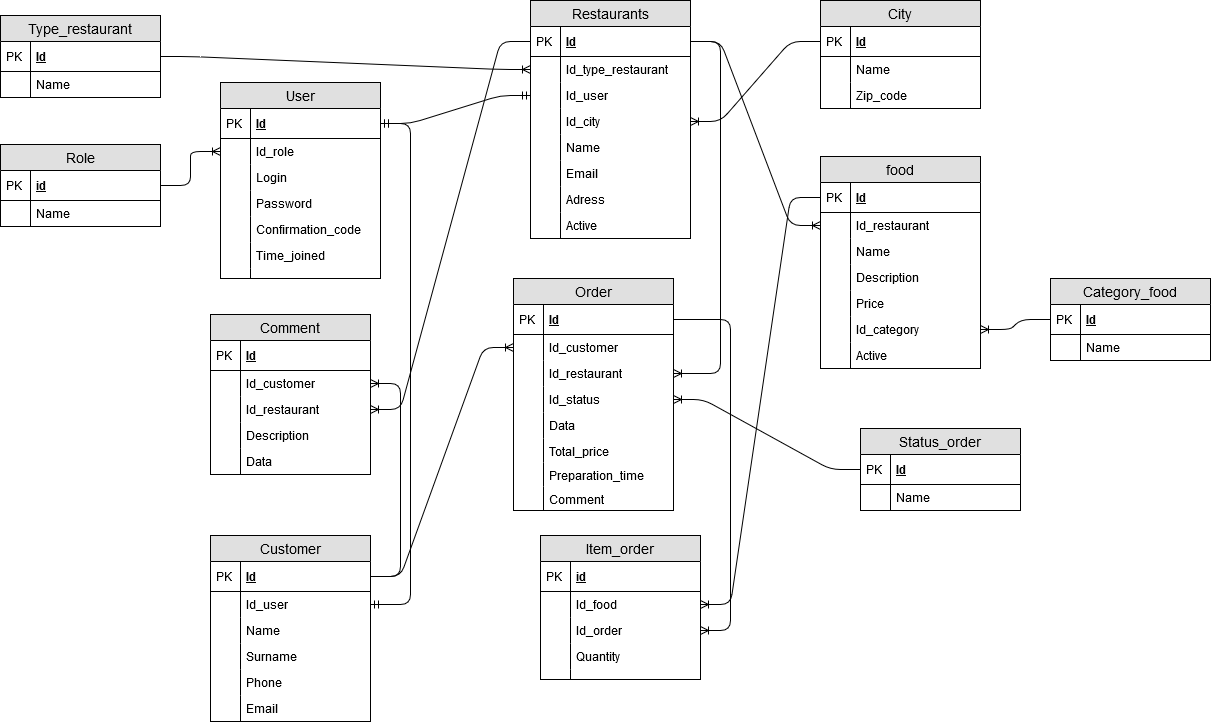 Type_restaurant
PK Id
Name
Role
PK id
Name
User
PK Id
Id_role
Login
Password
Confirmation_code
Time_joined
Restaurants
PK Id
Id_type_restaurant
Id_user
Id_city
Name
Email
Adress
Active
City
PK Id
Name
Zip_code
food
PK Id
Id_restaurant
Name
Description
Price
Id_category
Active
Category_food
PK Id
Name
Comment
PK Id
Id_customer
Id_restaurant
Description
Data
Order
PK Id
Id_customer
Id_restaurant
Id_status
Data
Total_price
Preparation_time
Comment
Status_order
PK Id
Name
Customer
PK Id
Id_user
Name
Surname
Phone
Email
Item_order
PK id
Id_food
Id_order
Quantity